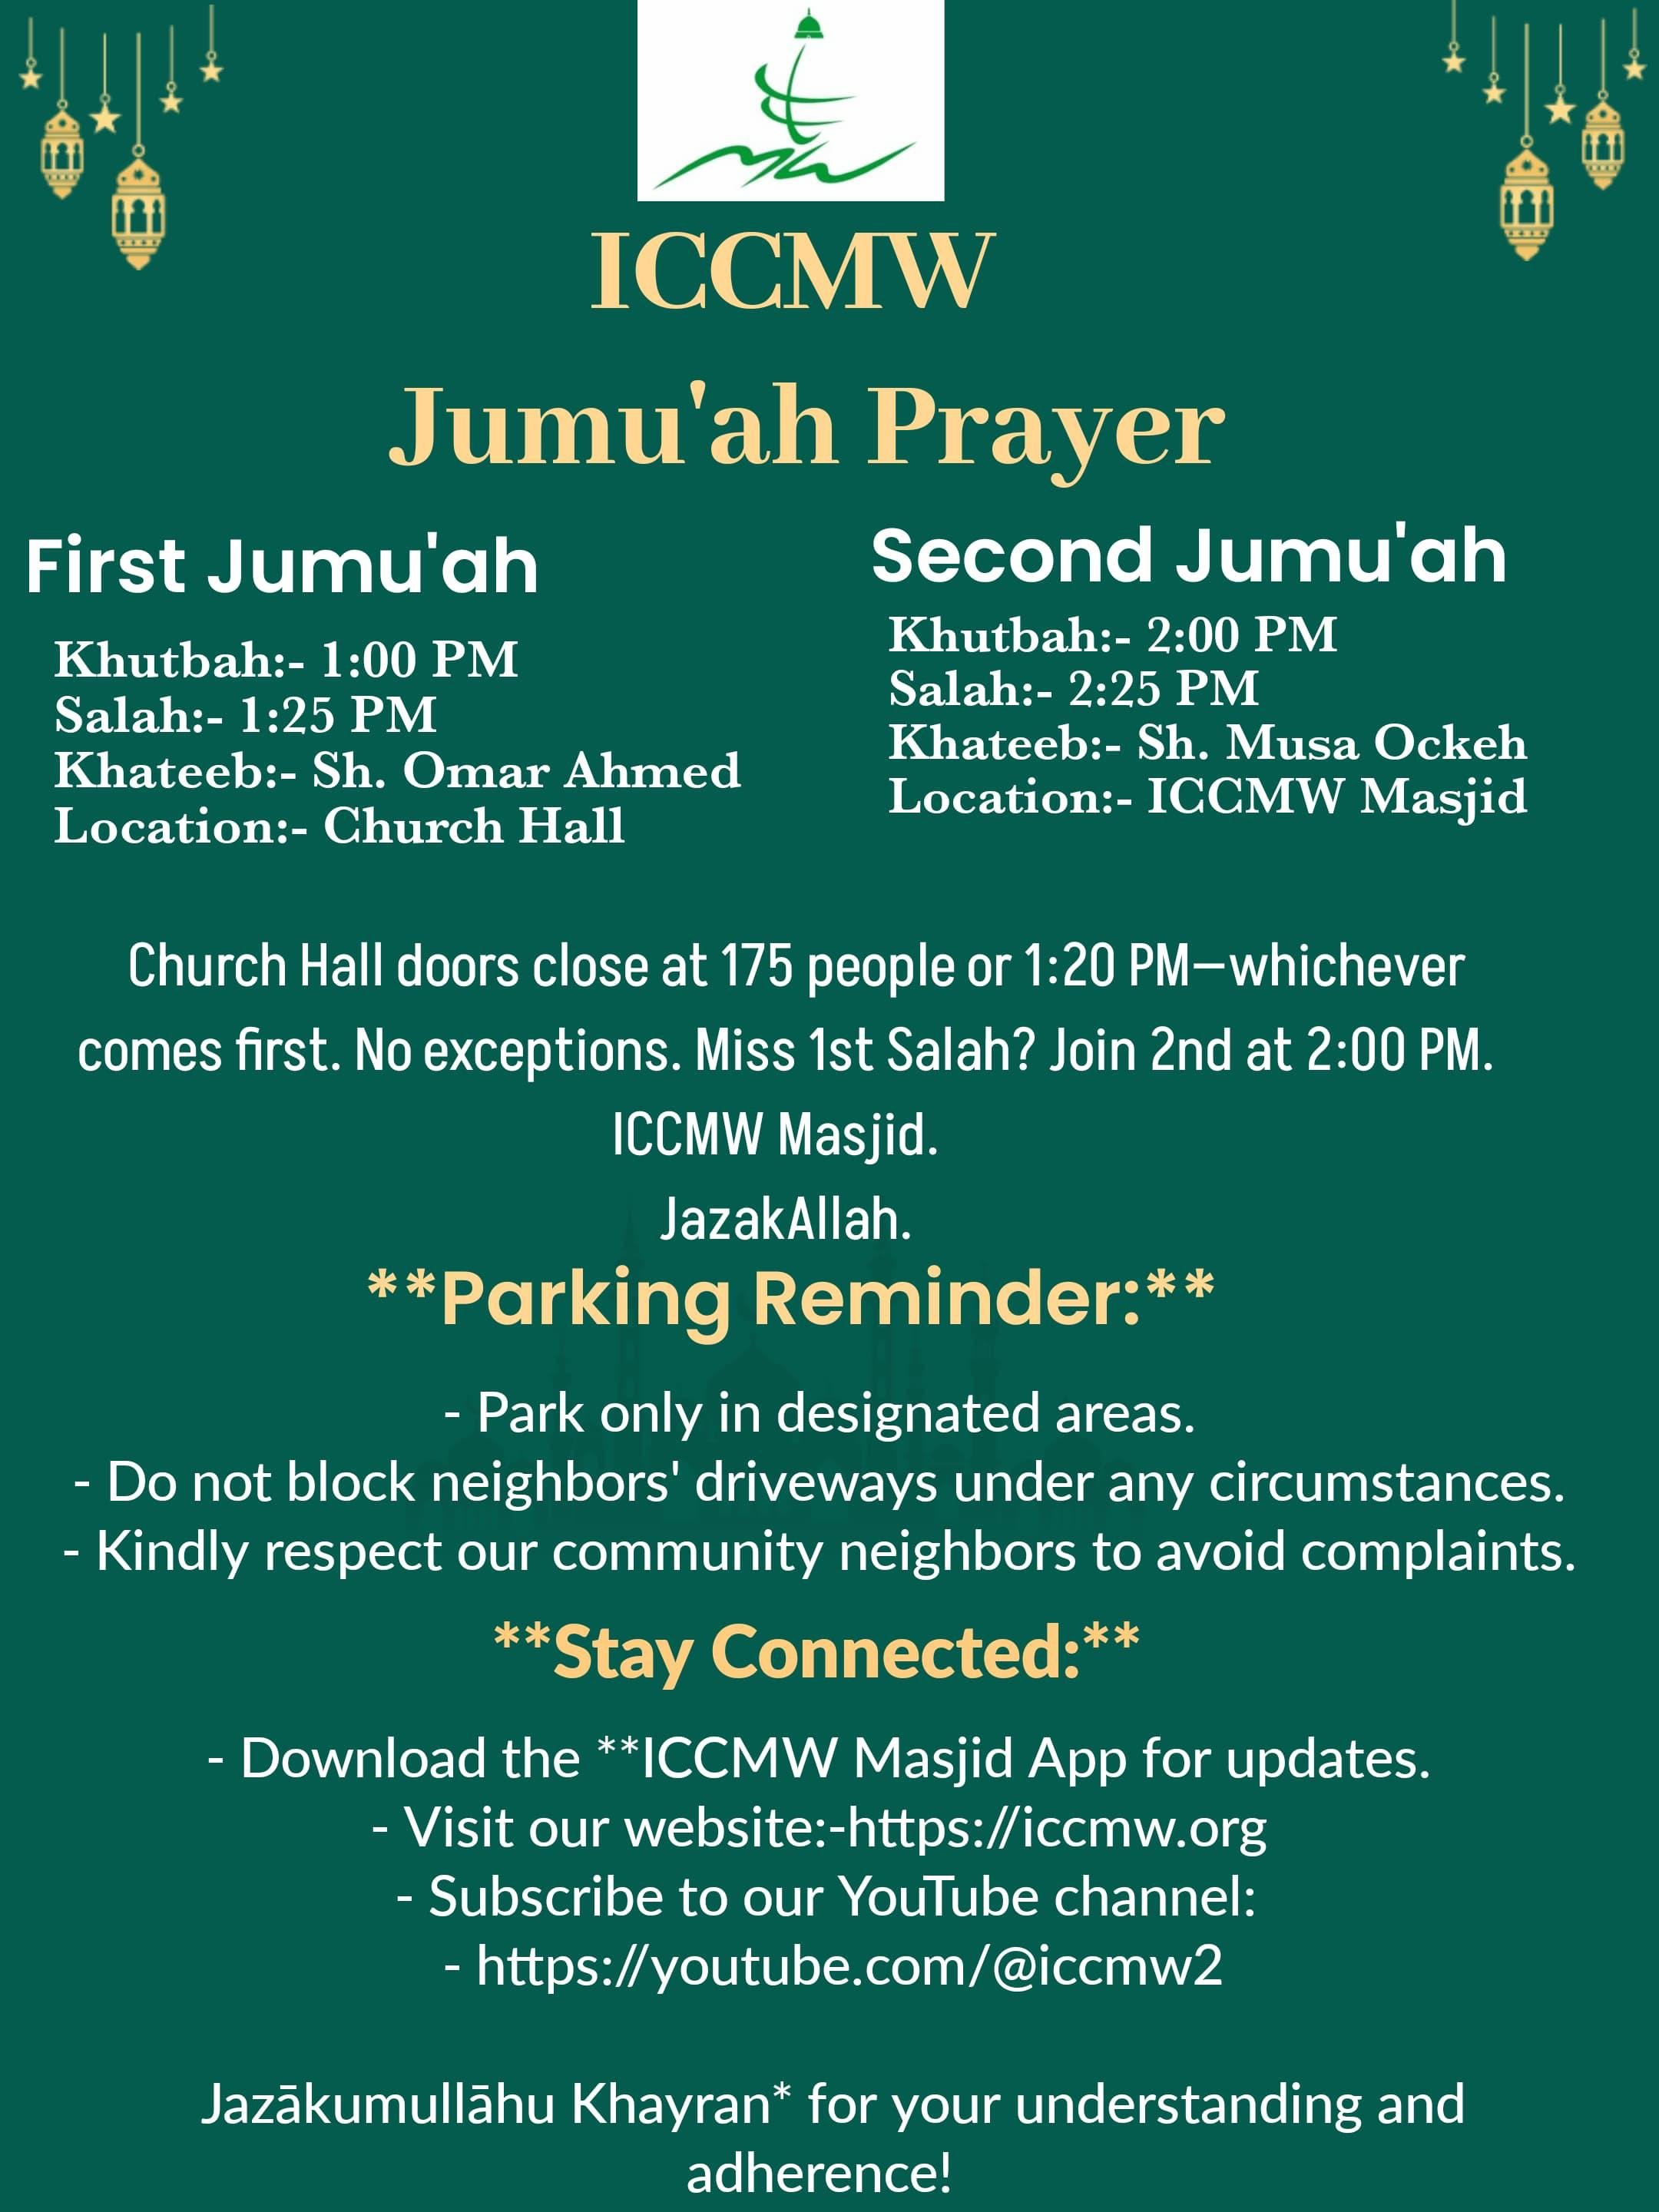 ICCMW
Jumu'ah Prayer
First Jumu'ah
Khutbah:- 1:00 PM
Salah:- 1:25 PM
Khateeb:- Sh. Omar Ahmed
Location:- Church Hall
Second Jumu'ah
Khutbah:- 2:00 PM
Salah:- 2:25 PM
Khateeb:- Sh. Musa Ockeh
Location:- ICCMW Masjid
Church Hall doors close at 175 people or 1:20 PM—whichever
comes first. No exceptions. Miss 1st Salah? Join 2nd at 2:00 PM.
ICCMW Masjid.
JazakAllah.
**Parking Reminder:**
- Park only in designated areas.
- Do not block neighbors' driveways under any circumstances.
- Kindly respect our community neighbors to avoid complaints.
**Stay Connected:**
- Download the **ICCMW Masjid App for updates.
- Visit our website:-https://iccmw.org
- Subscribe to our YouTube channel:
- https://youtube.com/@iccmw2
Jazākumullāhu Khayran* for your understanding and
adherence!